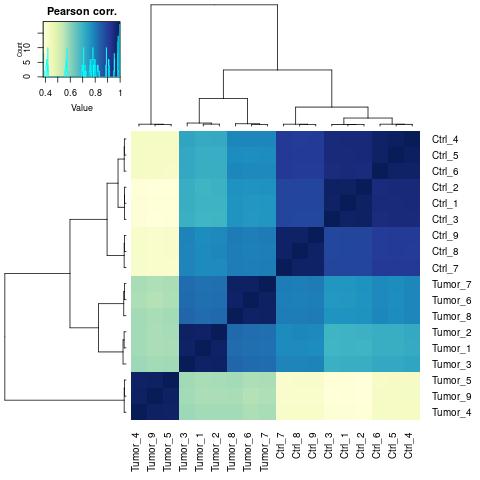 Pearson corr.
Count
0 5 10
0.4 0.6 0.8 1
Value
Ctrl_4
Ctrl_5
Ctrl_6
Ctrl_2
Ctrl_1
Ctrl_3
Ctrl_9
Ctrl_8
Ctrl_7
Tumor_7
Tumor_6
Tumor_8
Tumor_2
Tumor_1
Tumor_3
Tumor_5
Tumor_9
Tumor_4
Tumor_4
Tumor_9
Tumor_5
Tumor_3
Tumor_1
Tumor_2
Tumor_8
Tumor_6
Tumor_7
Ctrl_7
Ctrl_8
Ctrl_9
Ctrl_3
Ctrl_1
Ctrl_2
Ctrl_6
Ctrl_5
Ctrl_4